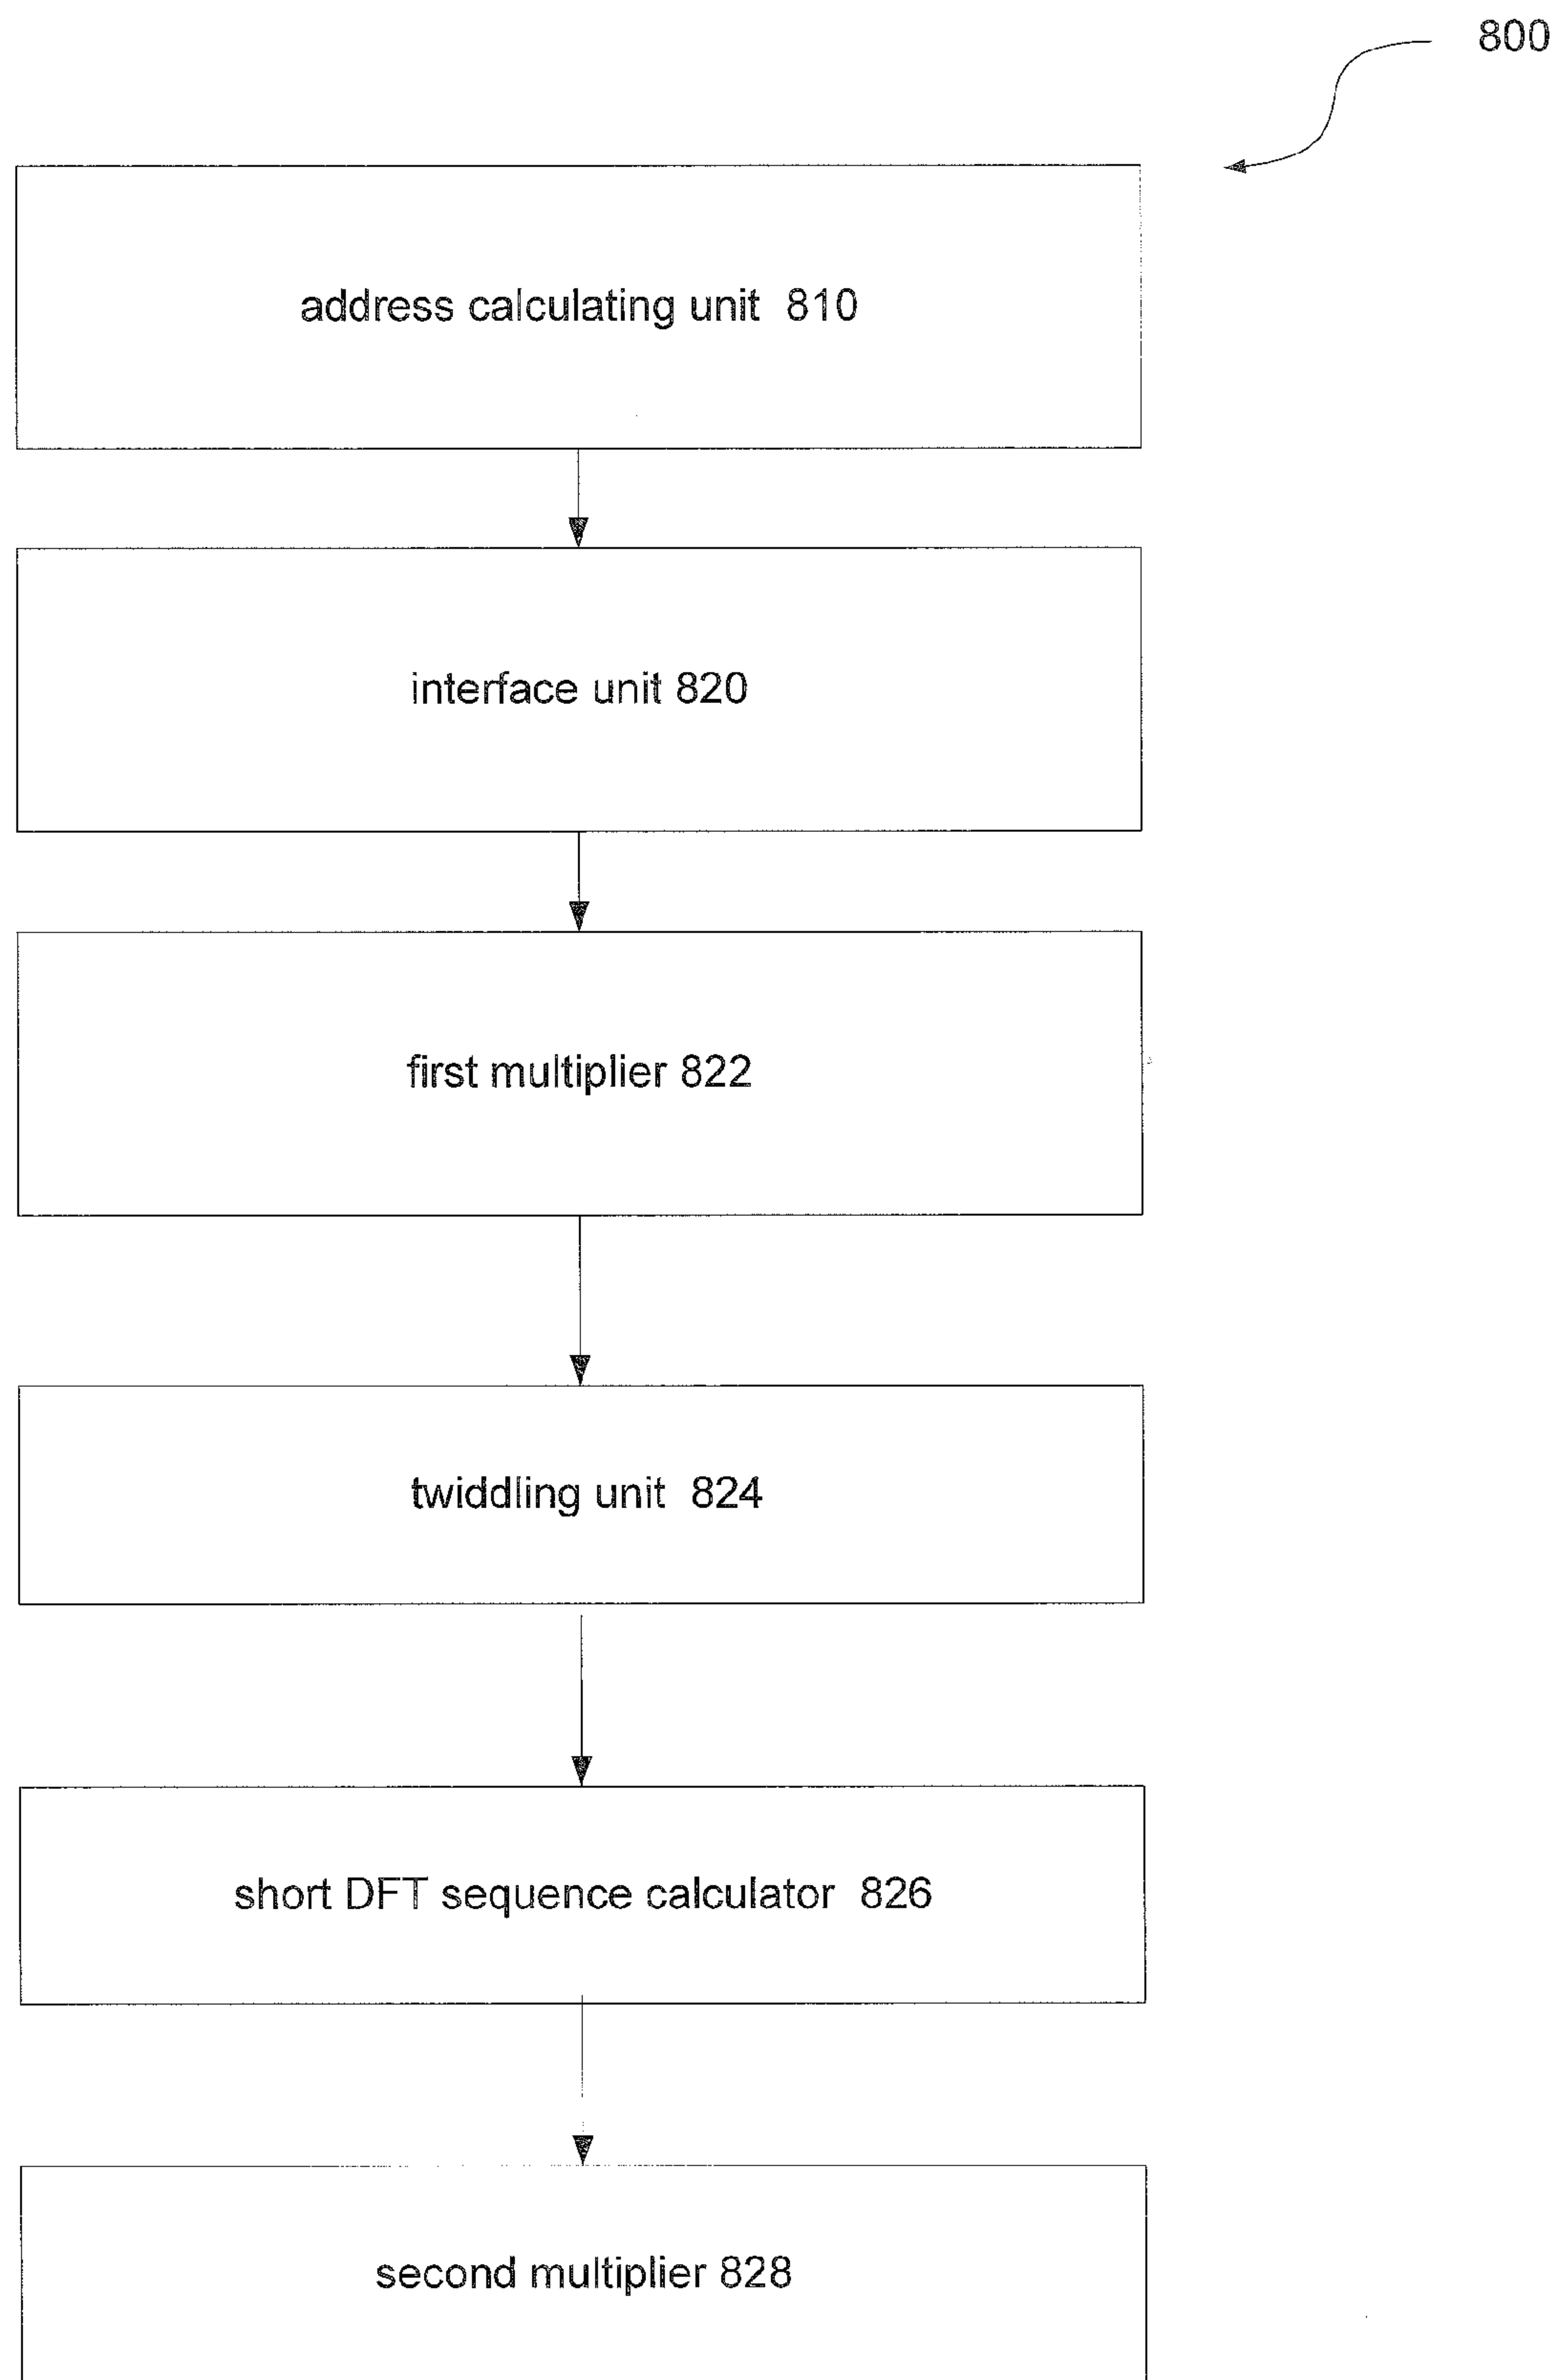 800
address calculating unit 810
interface unit 820
first multiplier 822
twiddling unit 824
short DFT sequence calculator 826
second multiplier 828